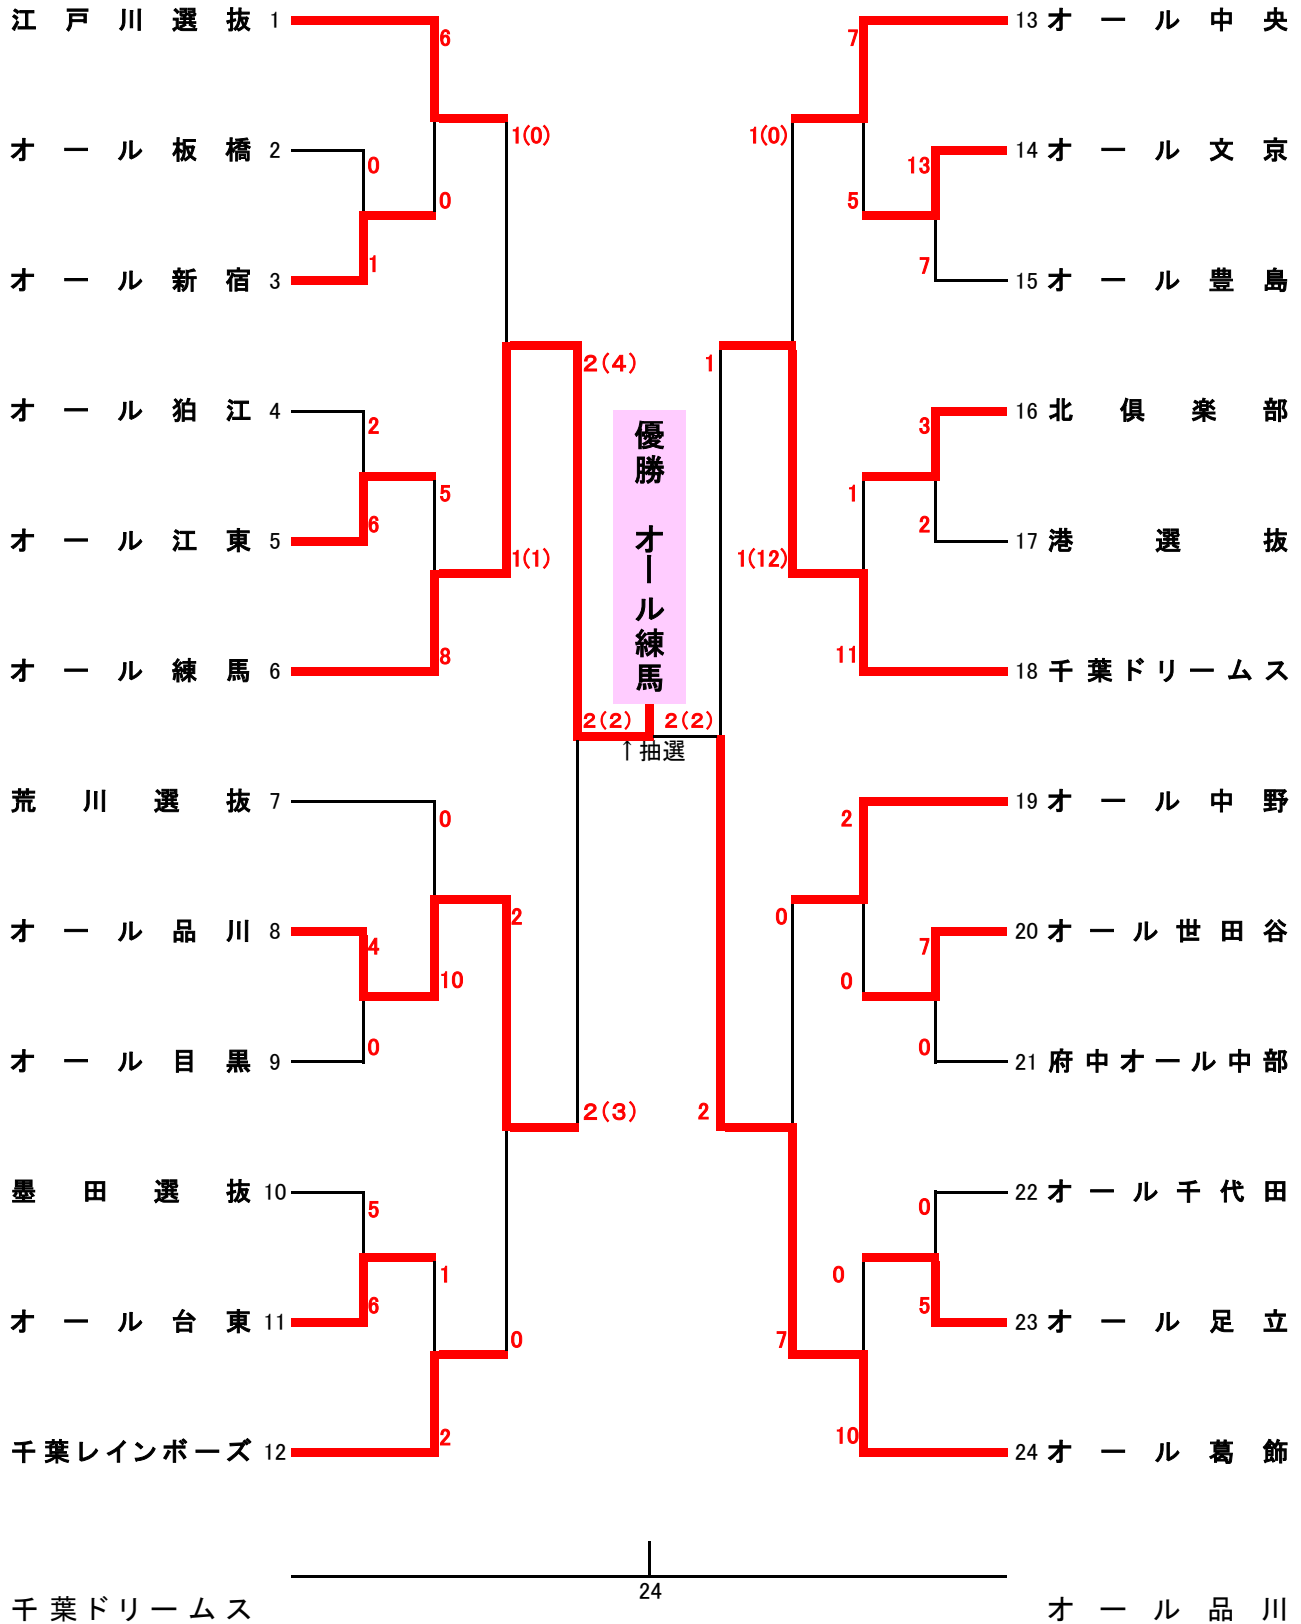 江戸川選抜 1
6
1(0)
オール板橋 2
0
0
オール新宿 3
1
2(4)
オール狛江 4
2
5
オール江東 5
6
1(1)
オール練馬 6
8
2(2)
荒川選抜 7
0
オール品川 8
4
10
2
オール目黒 9
0
2(3)
墨田選抜 10
5
1
オール台東 11
6
0
千葉レインボーズ 12
2
優勝 オール練馬
↑抽選
13 オール中央
7
1(0)
14 オール文京
13
5
15 オール豊島
7
1
16 北倶楽部
3
1
17 港選抜
2
1(12)
18 千葉ドリームス
11
2(2)
19 オール中野
2
0
20 オール世田谷
7
0
21 府中オール中部
0
2
22 オール千代田
0
0
23 オール足立
5
7
24 オール葛飾
10
24
千葉ドリームス
オール品川